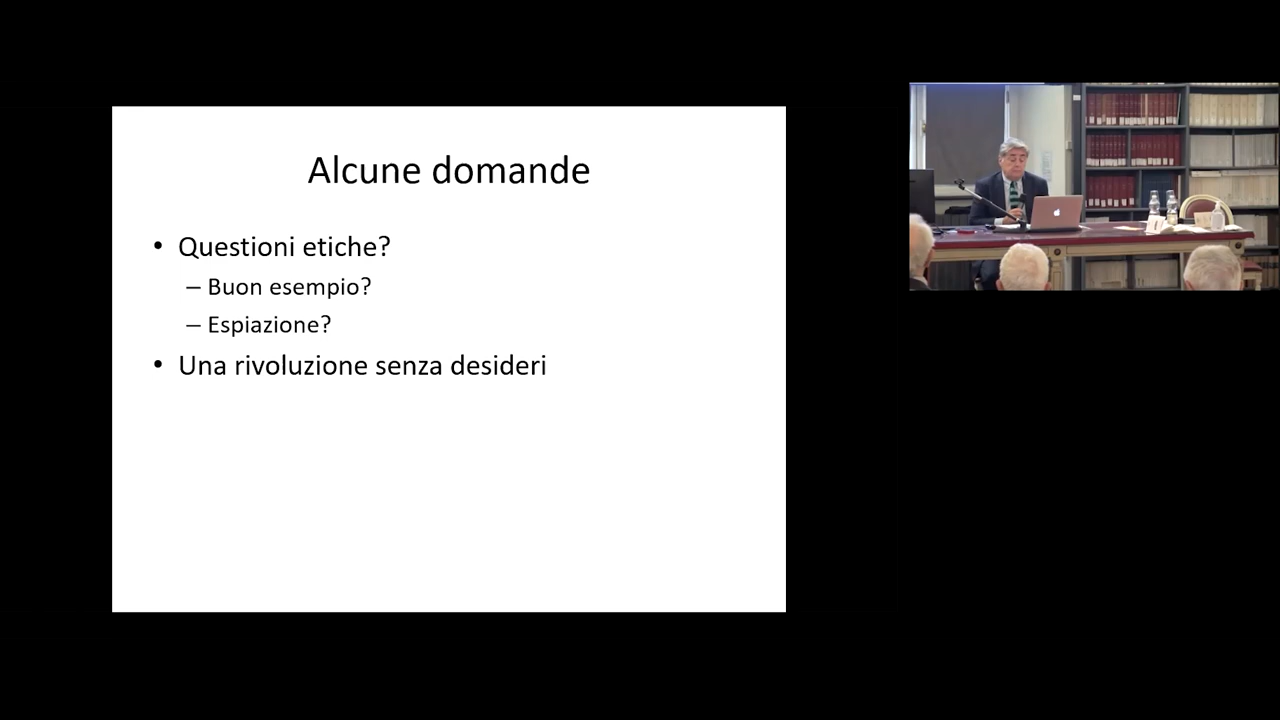 Alcune domande
• Questioni etiche?
– Buon esempio?
– Espiazione?
• Una rivoluzione senza desideri